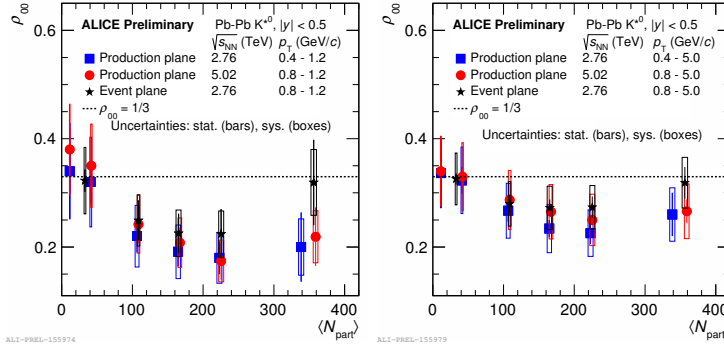 ρ00
ALICE Preliminary
Pb-Pb K*0, |y| < 0.5
√sNN (TeV) pT (GeV/c)
Production plane 2.76 0.4 - 1.2
Production plane 5.02 0.8 - 1.2
Event plane 2.76 0.8 - 1.2
ρ00 = 1/3
Uncertainties: stat. (bars), sys. (boxes)
0.6
0.4
0.2
0 100 200 300 400
⟨Npart⟩
ALI-PREL-155974
ρ00
ALICE Preliminary
Pb-Pb K*0, |y| < 0.5
√sNN (TeV) pT (GeV/c)
Production plane 2.76 0.4 - 5.0
Production plane 5.02 0.8 - 5.0
Event plane 2.76 0.8 - 5.0
ρ00 = 1/3
Uncertainties: stat. (bars), sys. (boxes)
0.6
0.4
0.2
0 100 200 300 400
⟨Npart⟩
ALI-PREL-155979